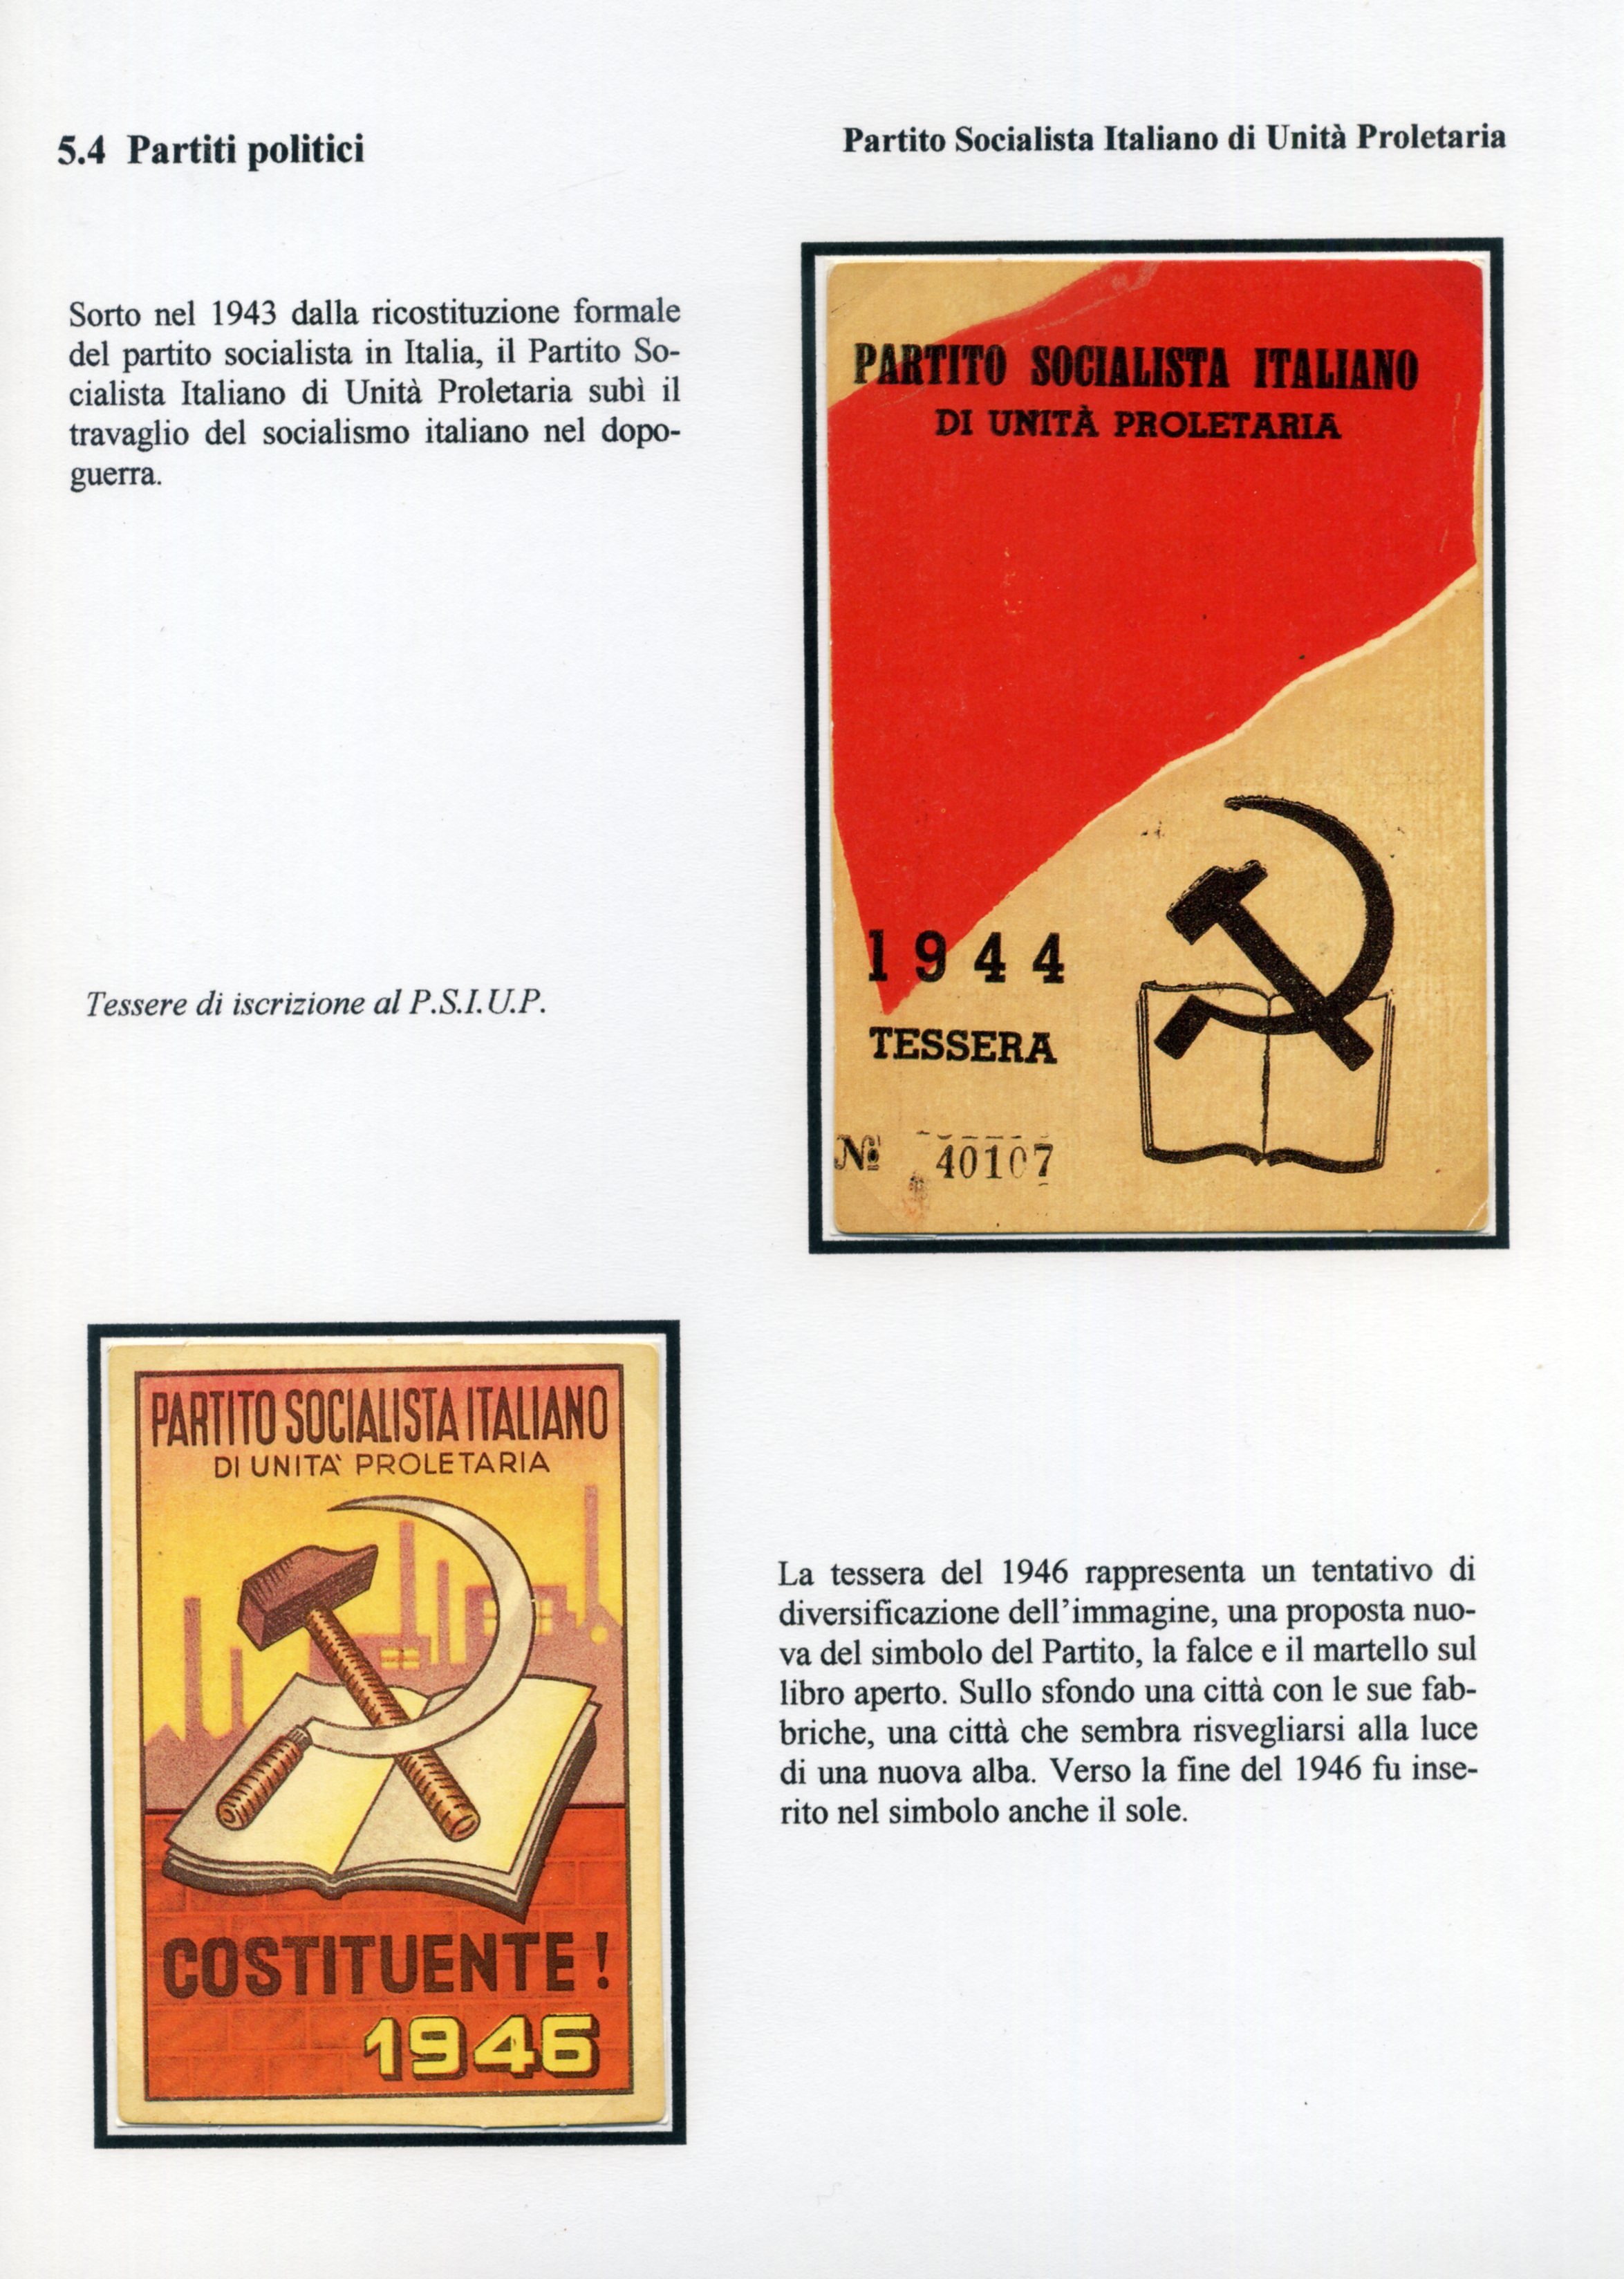 5.4 Partiti politici
Partito Socialista Italiano di Unità Proletaria
Sorto nel 1943 dalla ricostituzione formale
del partito socialista in Italia, il Partito So-
cialista Italiano di Unità Proletaria subì il
travaglio del socialismo italiano nel dopo-
guerra.
PARTITO SOCIALISTA ITALIANO
DI UNITÀ PROLETARIA
1944
TESSERA
Nº 40107
Tessere di iscrizione al P.S.I.U.P.
PARTITO SOCIALISTA ITALIANO
DI UNITA' PROLETARIA
COSTITUENTE!
1946
La tessera del 1946 rappresenta un tentativo di
diversificazione dell'immagine, una proposta nuo-
va del simbolo del Partito, la falce e il martello sul
libro aperto. Sullo sfondo una città con le sue fab-
briche, una città che sembra risvegliarsi alla luce
di una nuova alba. Verso la fine del 1946 fu inse-
rito nel simbolo anche il sole.